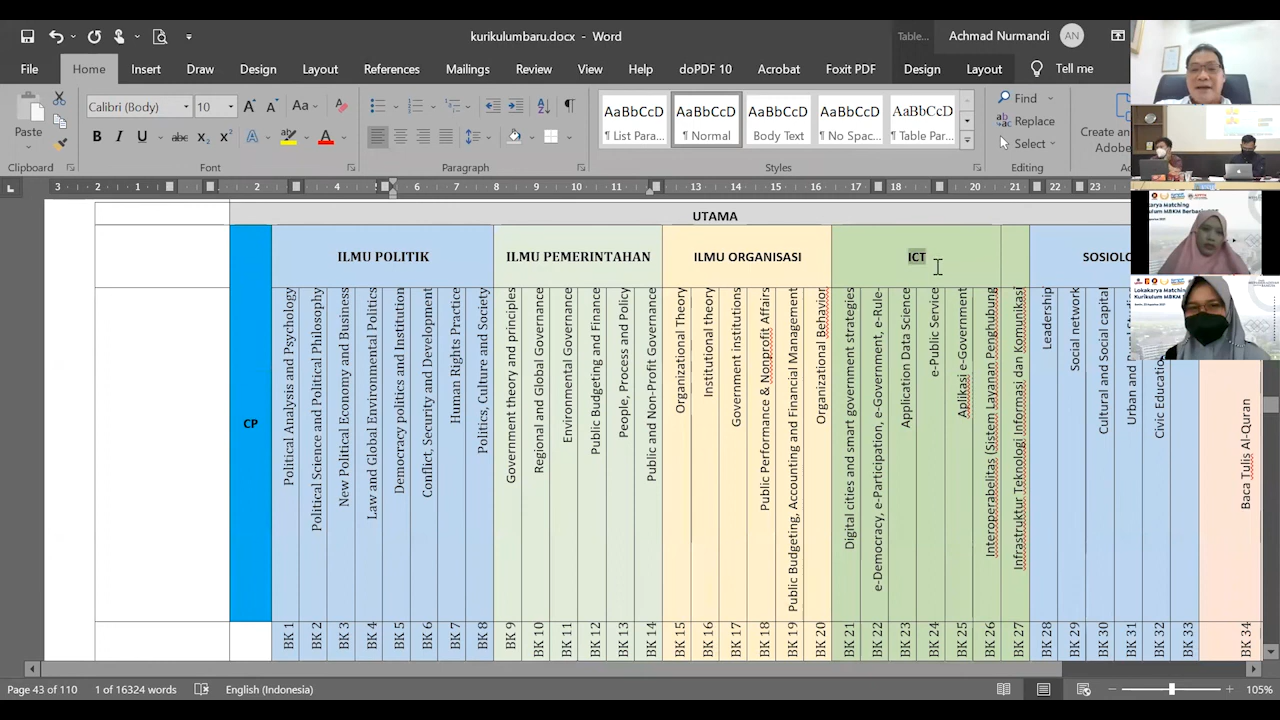 kurikulumbaru.docx - Word
Table...
Achmad Nurmandi
AN
File
Home
Insert
Draw
Design
Layout
References
Mailings
Review
View
Help
doPDF 10
Acrobat
Foxit PDF
Design
Layout
Tell me
Paste
Clipboard
Calibri (Body)
10
Font
Paragraph
AaBbCcD
¶ List Para...
AaBbCcD
¶ Normal
AaBbCcD
Body Text
AaBbCcD
¶ No Spac...
AaBbCcD
¶ Table Par...
Styles
Find
Replace
Select
Editing
Create an
Adobe
UTAMA
CP
ILMU POLITIK
ILMU PEMERINTAHAN
ILMU ORGANISASI
ICT
SOSIOLO
Political Analysis and Psychology
Political Science and Political Philosophy
New Political Economy and Business
Law and Global Environmental Politics
Democracy politics and Institution
Conflict, Security and Development
Human Rights Practice
Politics, Culture and Society
Government theory and principles
Regional and Global Governance
Environmental Governance
Public Budgeting and Finance
People, Process and Policy
Public and Non-Profit Governance
Organizational Theory
Institutional theory
Government institutions
Public Performance & Nonprofit Affairs
Public Budgeting, Accounting and Financial Management
Organizational Behavior
Digital cities and smart government strategies
e-Democracy, e-Participation, e-Government, e-Rule
Application Data Science
e-Public Service
Aplikasi e-Government
Interoperabelitas (Sistem Layanan Penghubung
Infrastruktur Teknologi Informasi dan Komunikasi
Leadership
Social network
Cultural and Social capital
Urban and
Civic Education
Baca Tulis Al-Quran
BK 1
BK 2
BK 3
BK 4
BK 5
BK 6
BK 7
BK 8
BK 9
BK 10
BK 11
BK 12
BK 13
BK 14
BK 15
BK 16
BK 17
BK 18
BK 19
BK 20
BK 21
BK 22
BK 23
BK 24
BK 25
BK 26
BK 27
BK 28
BK 29
BK 30
BK 31
BK 32
BK 33
BK 34
Page 43 of 110
1 of 16324 words
English (Indonesia)
105%